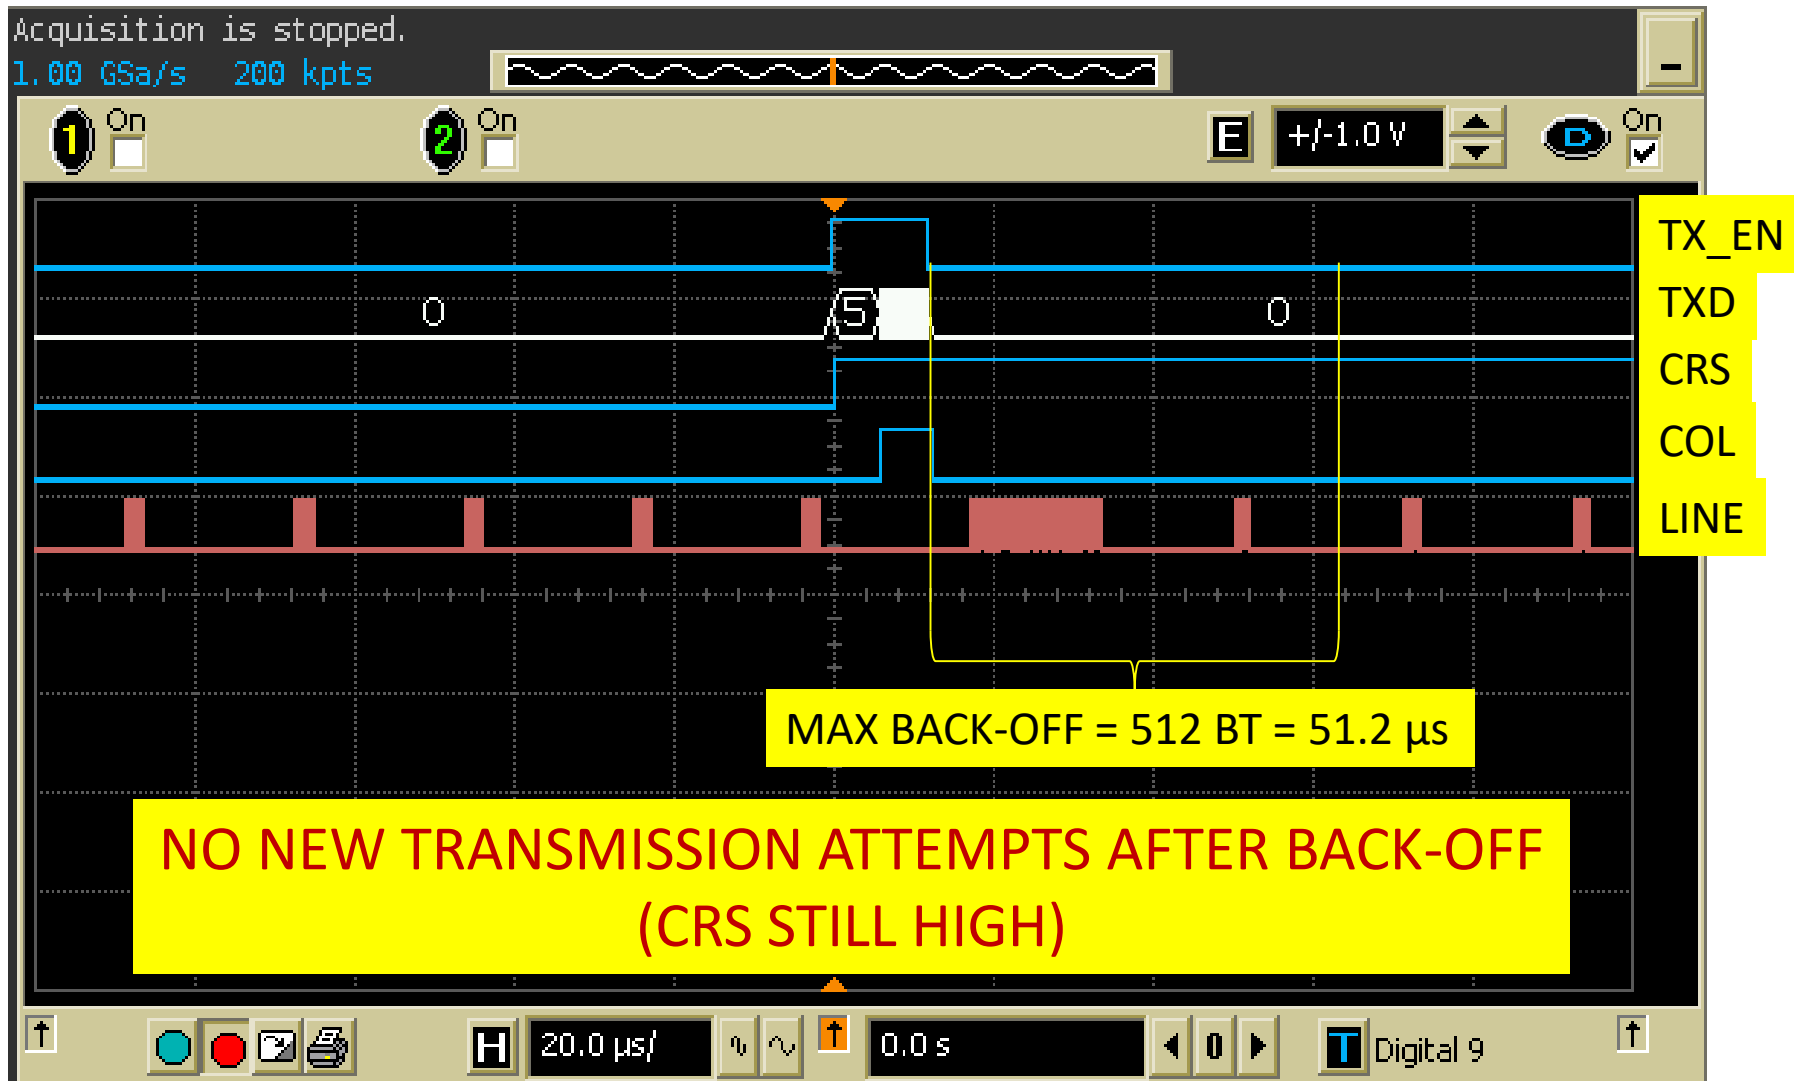 Acquisition is stopped.
1.00 GSa/s 200 kpts
1 On
2 On
E +/-1.0 V
D On
TX_EN
0 5 0
TXD
CRS
COL
LINE
MAX BACK-OFF = 512 BT = 51.2 µs
NO NEW TRANSMISSION ATTEMPTS AFTER BACK-OFF
(CRS STILL HIGH)
H 20.0 µs/ 0.0 s 0 T Digital 9